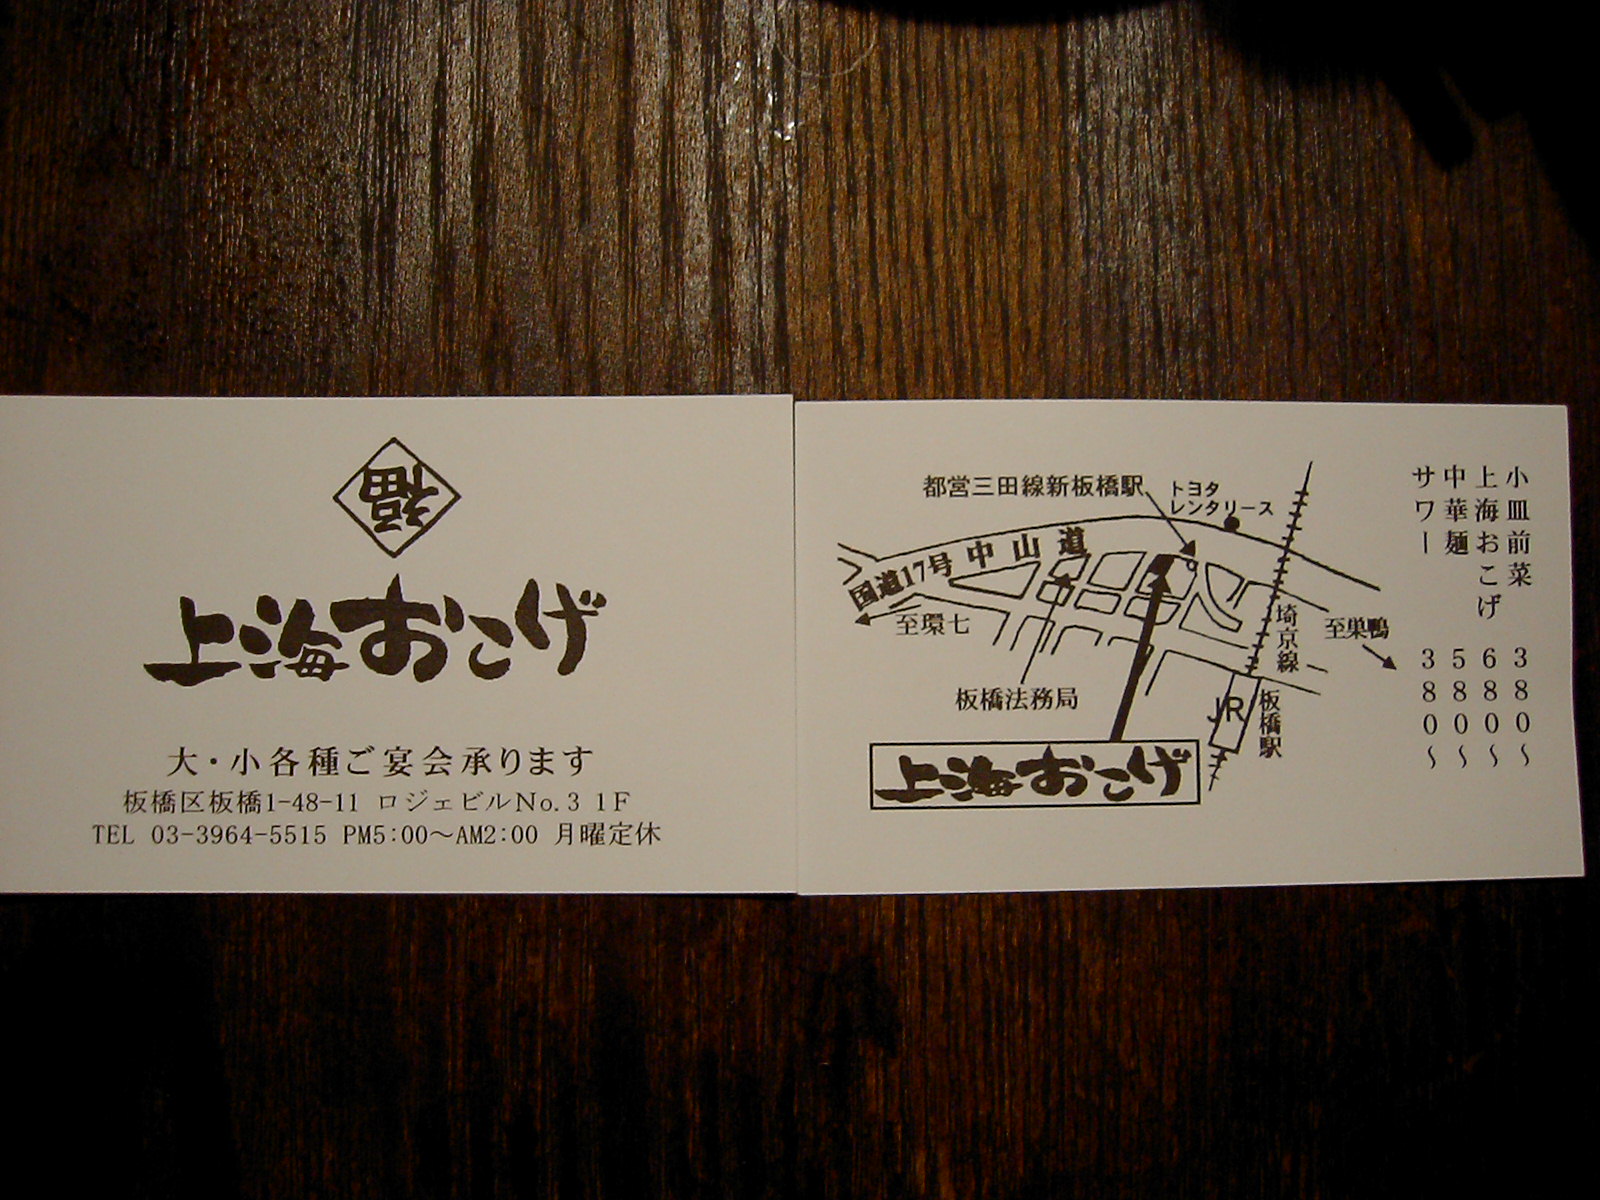 福
上海おこげ
大・小各種ご宴会承ります
板橋区板橋1-48-11 ロジェビルNo.3 1F
TEL 03-3964-5515 PM5:00～AM2:00 月曜定休
小皿前菜 380～
上海おこげ 680～
中華麺 580～
サワー 380～
都営三田線新板橋駅
トヨタ
レンタリース
国道17号 中山道
至環七
埼京線
至巣鴨
板橋法務局
JR
板橋駅
上海おこげ